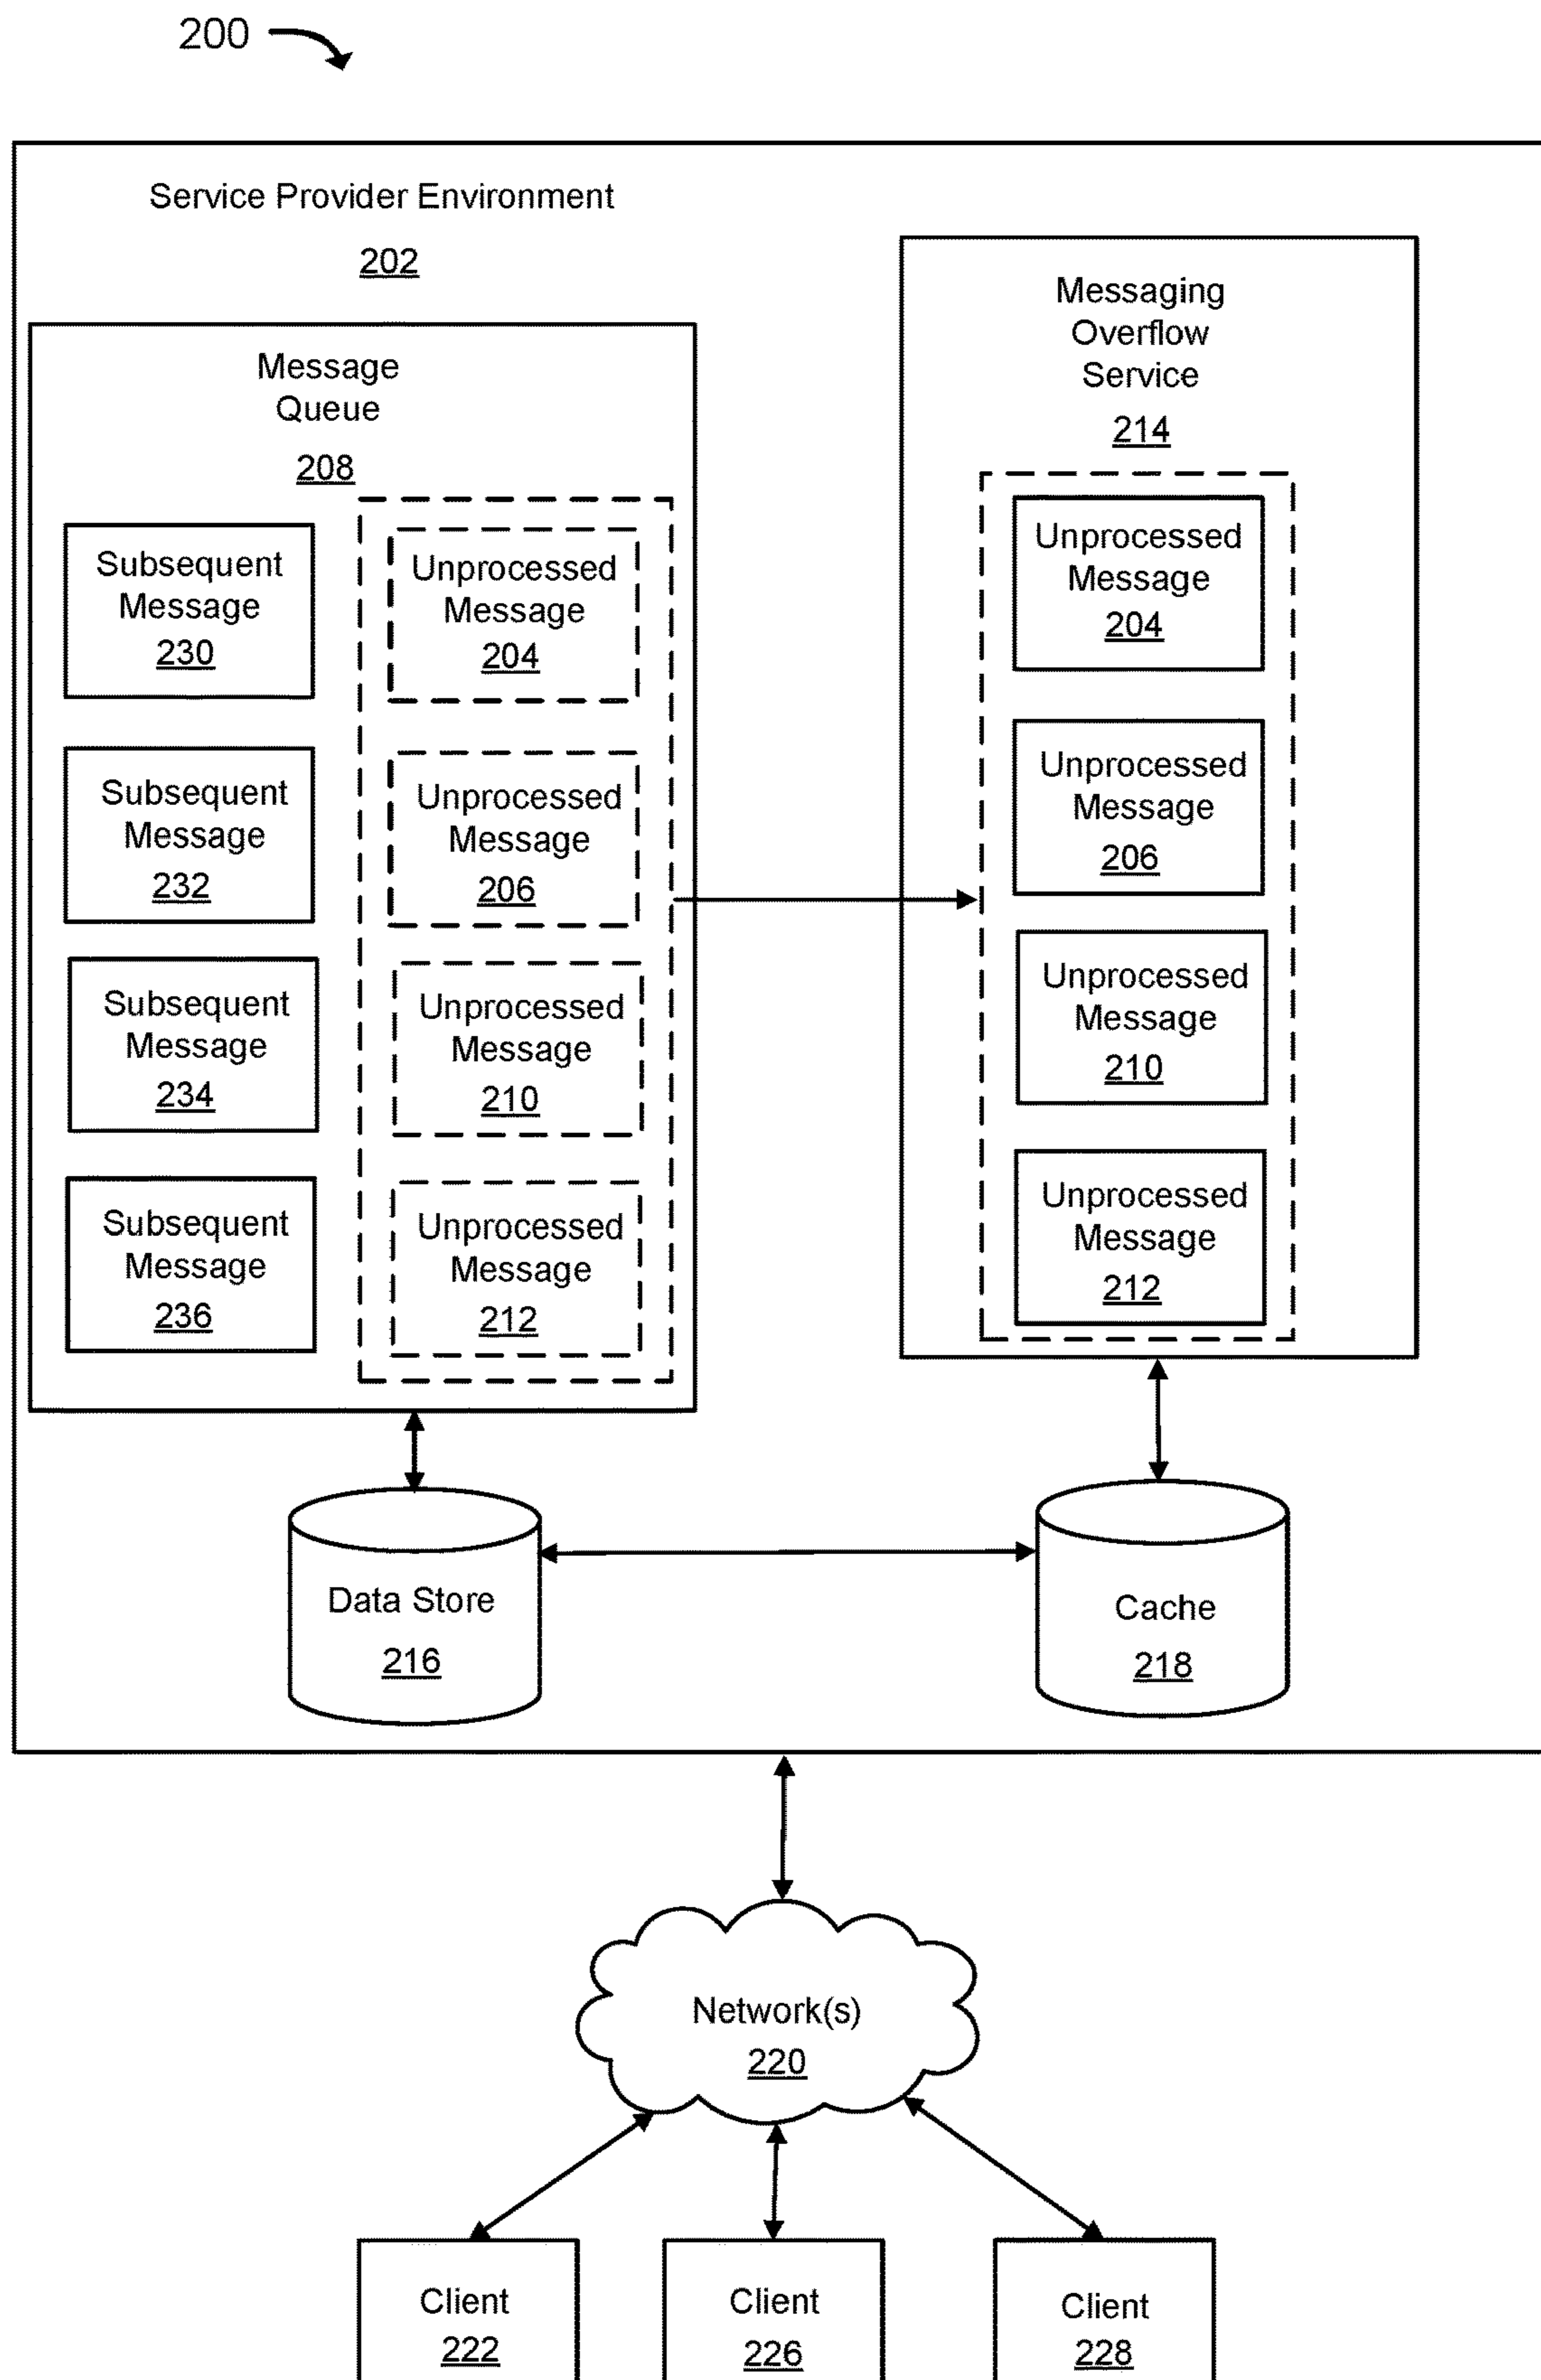 200
Service Provider Environment
202
Message
Queue
208
Subsequent
Message
230
Subsequent
Message
232
Subsequent
Message
234
Subsequent
Message
236
Unprocessed
Message
204
Unprocessed
Message
206
Unprocessed
Message
210
Unprocessed
Message
212
Messaging
Overflow
Service
214
Unprocessed
Message
204
Unprocessed
Message
206
Unprocessed
Message
210
Unprocessed
Message
212
Data Store
216
Cache
218
Network(s)
220
Client
222
Client
226
Client
228